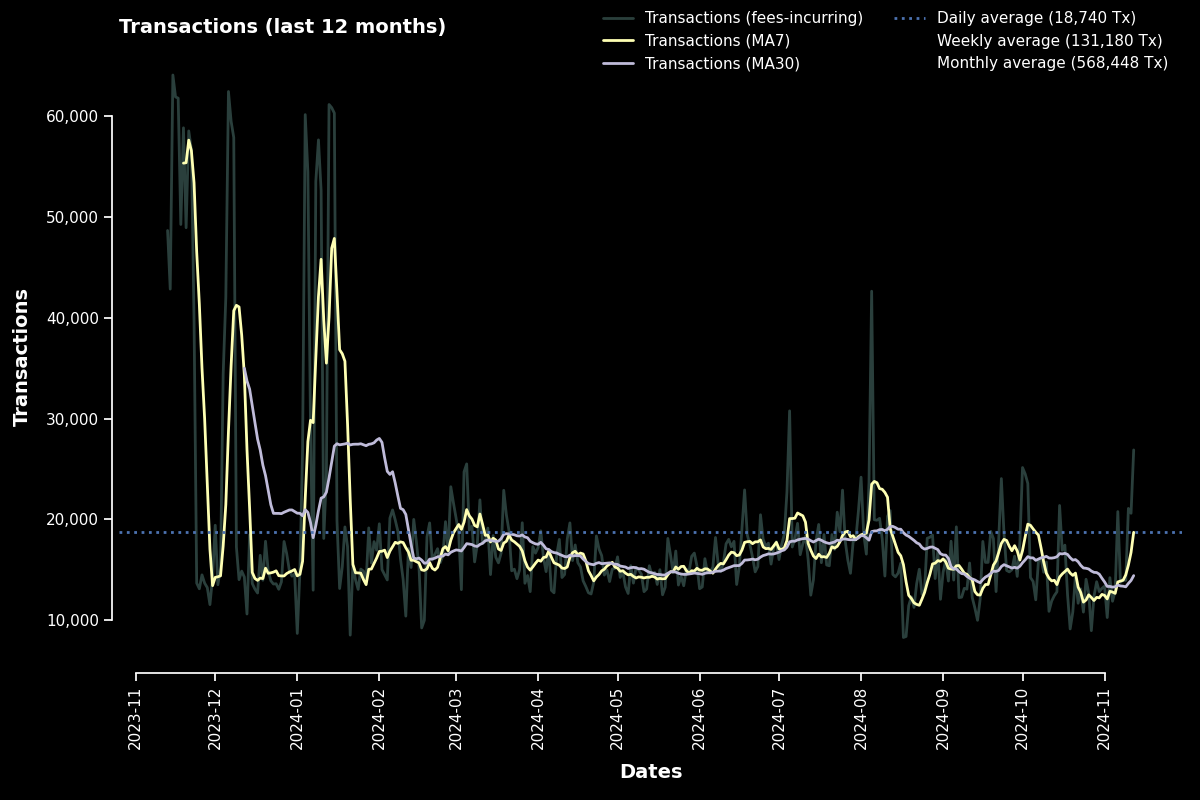 Transactions (last 12 months)
Transactions (fees-incurring)
Transactions (MA7)
Transactions (MA30)
Daily average (18,740 Tx)
Weekly average (131,180 Tx)
Monthly average (568,448 Tx)
Transactions
60,000
50,000
40,000
30,000
20,000
10,000
2023-11
2023-12
2024-01
2024-02
2024-03
2024-04
2024-05
2024-06
2024-07
2024-08
2024-09
2024-10
2024-11
Dates